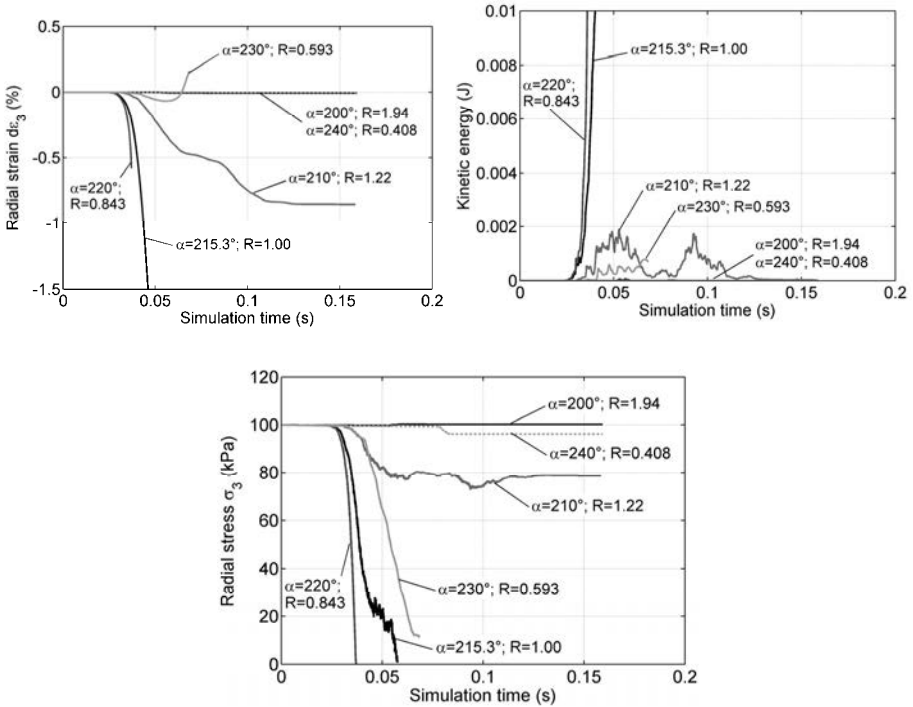 α=230°; R=0.593
α=200°; R=1.94
α=240°; R=0.408
α=220°;
R=0.843
α=210°; R=1.22
α=215.3°; R=1.00
Radial strain dε₃ (%)
0
-0.5
-1
-1.5
0
0.05
0.1
0.15
0.2
Simulation time (s)
0.01
0.008
0.006
0.004
0.002
0
Kinetic energy (J)
α=215.3°; R=1.00
α=220°;
R=0.843
α=210°; R=1.22
α=230°; R=0.593
α=200°; R=1.94
α=240°; R=0.408
0
0.05
0.1
0.15
0.2
Simulation time (s)
120
100
80
60
40
20
0
Radial stress σ₃ (kPa)
α=200°; R=1.94
α=240°; R=0.408
α=210°; R=1.22
α=220°;
R=0.843
α=230°; R=0.593
α=215.3°; R=1.00
0
0.05
0.1
0.15
0.2
Simulation time (s)